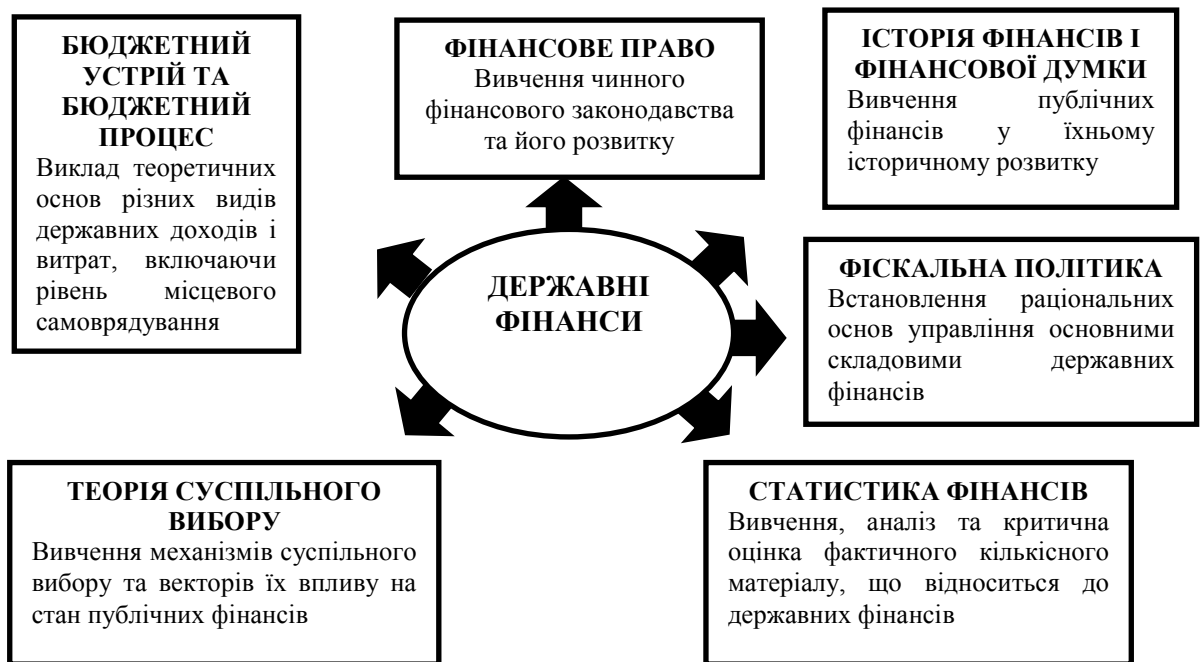 БЮДЖЕТНИЙ
УСТРІЙ ТА
БЮДЖЕТНИЙ
ПРОЦЕС
Виклад теоретичних
основ різних видів
державних доходів і
витрат, включаючи
рівень місцевого
самоврядування
ФІНАНСОВЕ ПРАВО
Вивчення чинного
фінансового законодавства
та його розвитку
ІСТОРІЯ ФІНАНСІВ І
ФІНАНСОВОЇ ДУМКИ
Вивчення публічних
фінансів у їхньому
історичному розвитку
ДЕРЖАВНІ
ФІНАНСИ
ФІСКАЛЬНА ПОЛІТИКА
Встановлення раціональних
основ управління основними
складовими державних
фінансів
ТЕОРІЯ СУСПІЛЬНОГО
ВИБОРУ
Вивчення механізмів суспільного
вибору та векторів їх впливу на
стан публічних фінансів
СТАТИСТИКА ФІНАНСІВ
Вивчення, аналіз та критична
оцінка фактичного кількісного
матеріалу, що відноситься до
державних фінансів